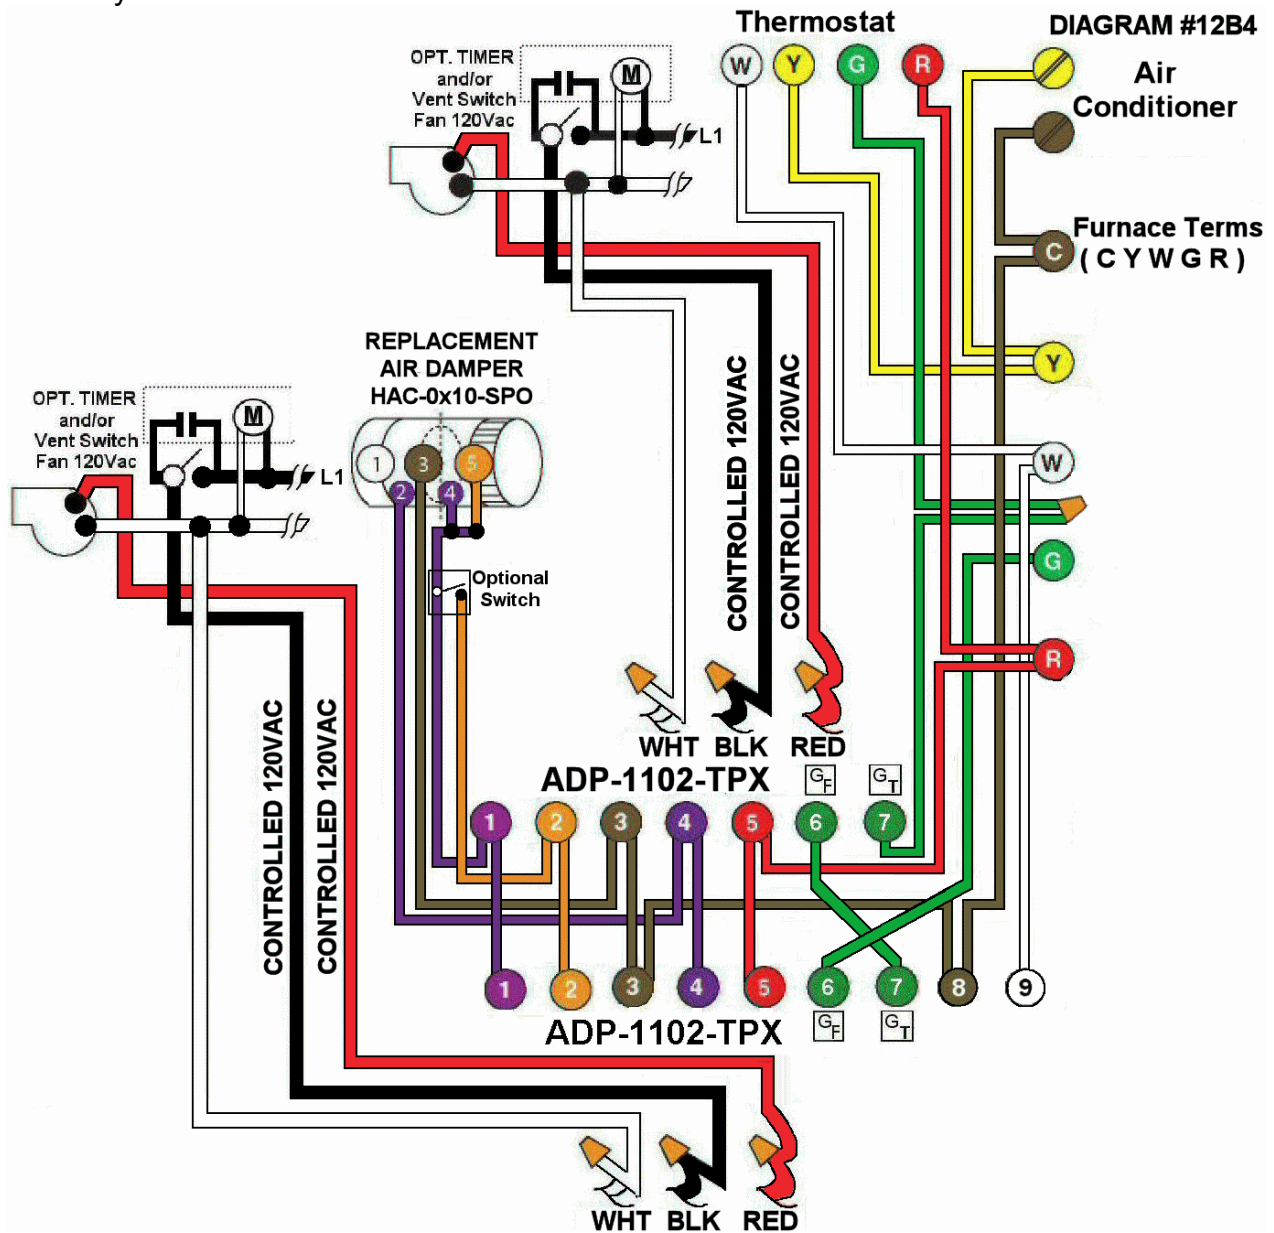 Thermostat
DIAGRAM #12B4
OPT. TIMER
and/or
Vent Switch
Fan 120Vac
M
W Y G R
Air
Conditioner
L1
Furnace Terms
( C Y W G R )
C
REPLACEMENT
AIR DAMPER
HAC-0x10-SPO
Y
OPT. TIMER
and/or
Vent Switch
Fan 120Vac
M
L1
1 3 5
2 4
W
CONTROLLED 120VAC
CONTROLLED 120VAC
G
Optional
Switch
R
WHT BLK RED
ADP-1102-TPX
GF GT
1 2 3 4 5 6 7
CONTROLLED 120VAC
CONTROLLED 120VAC
1 2 3 4 5 6 7 8 9
ADP-1102-TPX
GF GT
WHT BLK RED